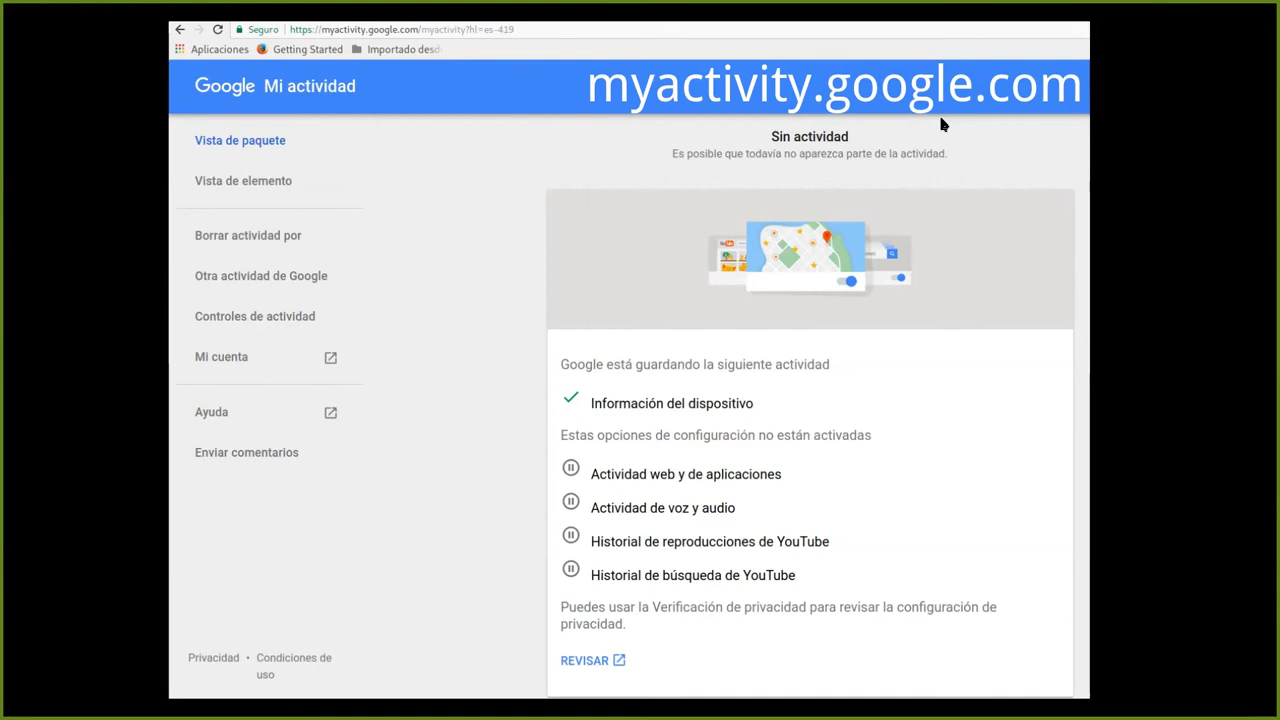 Seguro https://myactivity.google.com/myactivity?hl=es-419
Aplicaciones Getting Started Importado desd
Google Mi actividad
myactivity.google.com
Vista de paquete
Vista de elemento
Borrar actividad por
Otra actividad de Google
Controles de actividad
Mi cuenta
Ayuda
Enviar comentarios
Privacidad • Condiciones de
uso
Sin actividad
Es posible que todavía no aparezca parte de la actividad.
Google está guardando la siguiente actividad
Información del dispositivo
Estas opciones de configuración no están activadas
Actividad web y de aplicaciones
Actividad de voz y audio
Historial de reproducciones de YouTube
Historial de búsqueda de YouTube
Puedes usar la Verificación de privacidad para revisar la configuración de
privacidad.
REVISAR